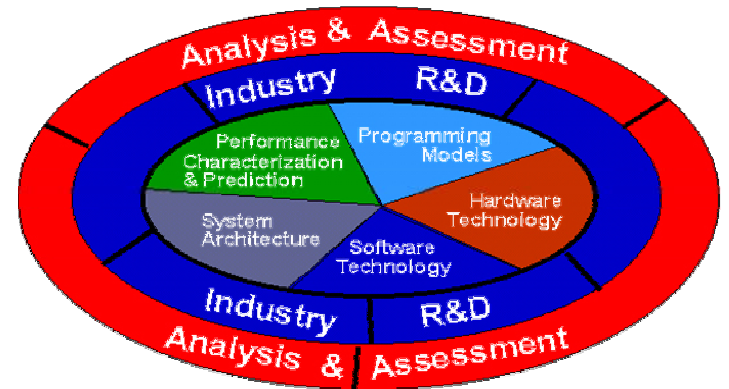 Analysis & Assessment
Industry R&D
Performance
Characterization
& Prediction
Programming
Models
Hardware
Technology
System
Architecture
Software
Technology
Industry R&D
Analysis & Assessment